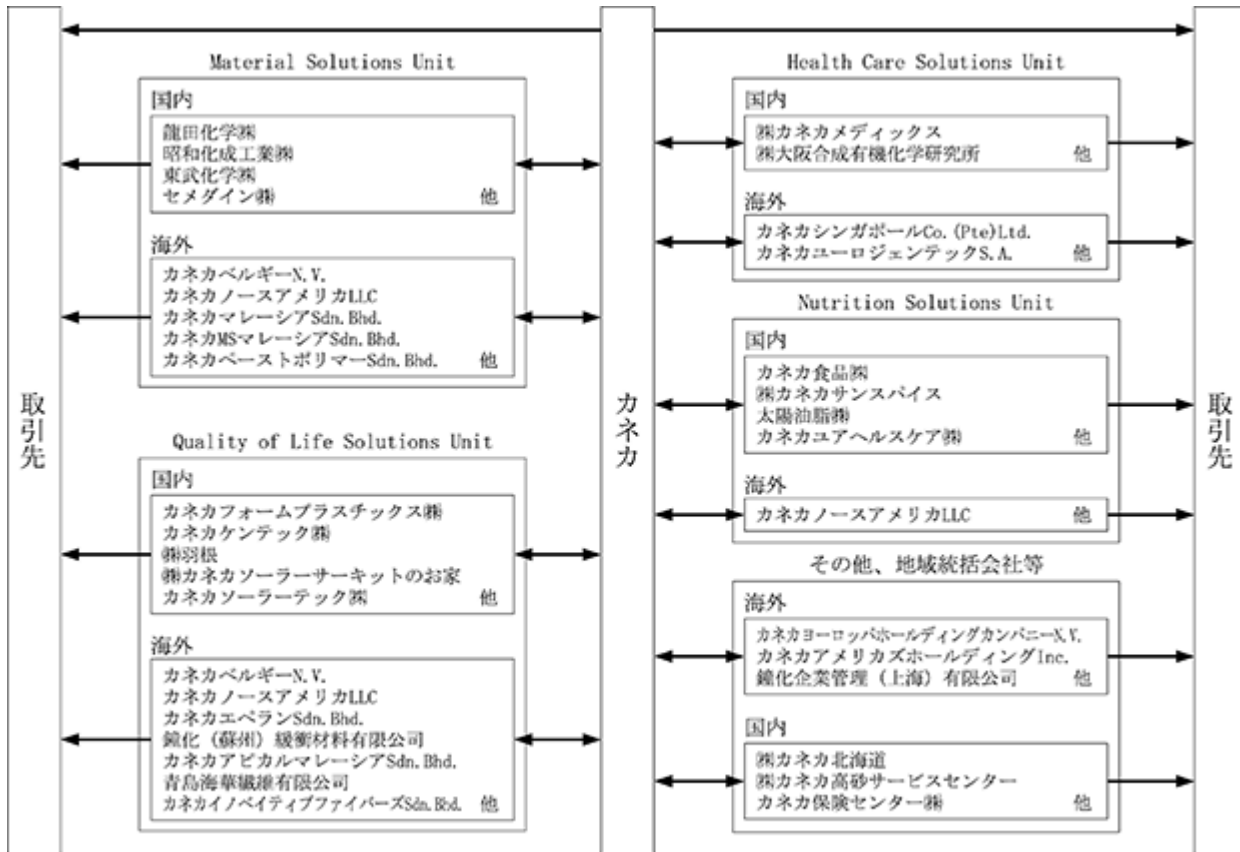 取引先
Material Solutions Unit
国内
龍田化学㈱
昭和化成工業㈱
東武化学㈱
セメダイン㈱ 他
海外
カネカベルギーN.V.
カネカノースアメリカLLC
カネカマレーシアSdn.Bhd.
カネカMSマレーシアSdn.Bhd.
カネカペーストポリマーSdn.Bhd. 他
Quality of Life Solutions Unit
国内
カネカフォームプラスチックス㈱
カネカケンテック㈱
㈱羽根
㈱カネカソーラーサーキットのお家
カネカソーラーテック㈱ 他
海外
カネカベルギーN.V.
カネカノースアメリカLLC
カネカエペランSdn.Bhd.
鐘化（蘇州）緩衝材料有限公司
カネカアピカルマレーシアSdn.Bhd.
青島海華繊維有限公司
カネカイノベイティブファイバーズSdn.Bhd. 他
カネカ
Health Care Solutions Unit
国内
㈱カネカメディックス
㈱大阪合成有機化学研究所 他
海外
カネカシンガポールCo.(Pte)Ltd.
カネカユーロジェンテックS.A. 他
Nutrition Solutions Unit
国内
カネカ食品㈱
㈱カネカサンスパイス
太陽油脂㈱
カネカユアヘルスケア㈱ 他
海外
カネカノースアメリカLLC 他
その他、地域統括会社等
海外
カネカヨーロッパホールディングカンパニーN.V.
カネカアメリカズホールディングInc.
鐘化企業管理（上海）有限公司 他
国内
㈱カネカ北海道
㈱カネカ高砂サービスセンター
カネカ保険センター㈱ 他
取引先